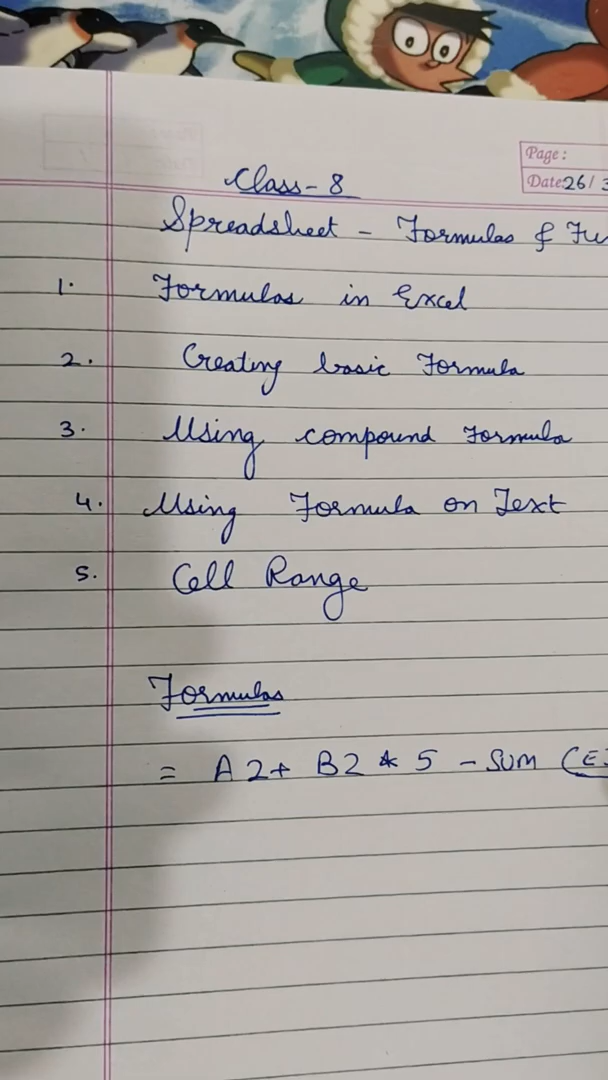 Page:
Date: 26/3
Class-8
Spreadsheet - Formulas &
1. Formulas in Excel
2. Creating basic Formula
3. Using compound Formula
4. Using Formula on Text
5. Cell Range
Formulas
= A2+ B2 * 5 - SUM (E